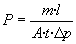 P = m·l / A·t·Δp